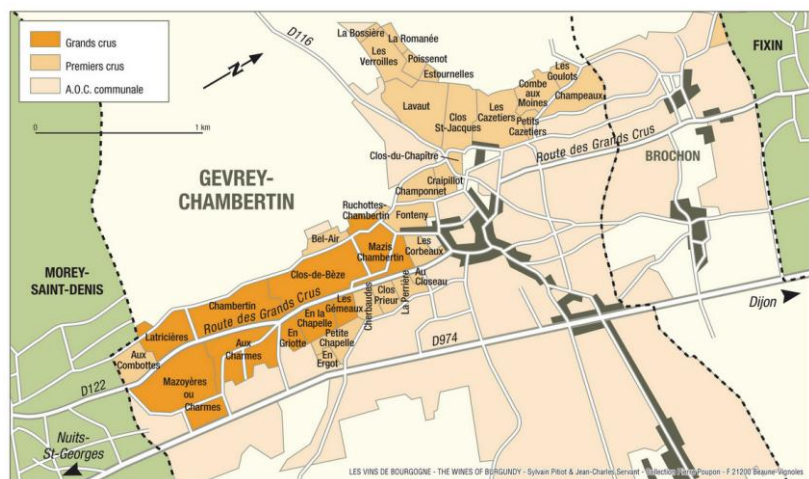 Grands crus
Premiers crus
A.O.C. communale
0
1 km
N
D116
La Bossière
La Romanée
Les
Verroilles
Poissenot
Estournelles
Les
Goulots
Combe
aux
Moines
Champeaux
Lavaut
Clos
St-Jacques
Les
Cazetiers
Petits
Cazetiers
FIXIN
BROCHON
Route des Grands Crus
Clos-du-Chapître
Craipillot
Champonnet
GEVREY-
CHAMBERTIN
Ruchottes-
Chambertin
Fonteny
Bel-Air
Mazis
Chambertin
Les
Corbeaux
MOREY-
SAINT-DENIS
Clos-de-Bèze
Au
Closeau
La Perrière
Clos
Prieur
Cherbaudes
Chambertin
Route des Grands Crus
Les
Gémeaux
En la
Chapelle
Petite
Chapelle
En
Griotte
En
Ergot
Latricières
Aux
Combottes
Aux
Charmes
Mazoyères
ou
Charmes
D974
D122
Dijon
Nuits-
St-Georges
LES VINS DE BOURGOGNE - THE WINES OF BURGUNDY - Sylvain Pitiot & Jean-Charles Servant - Collection Pierre Poupon - F 21200 Beaune-Vignoles